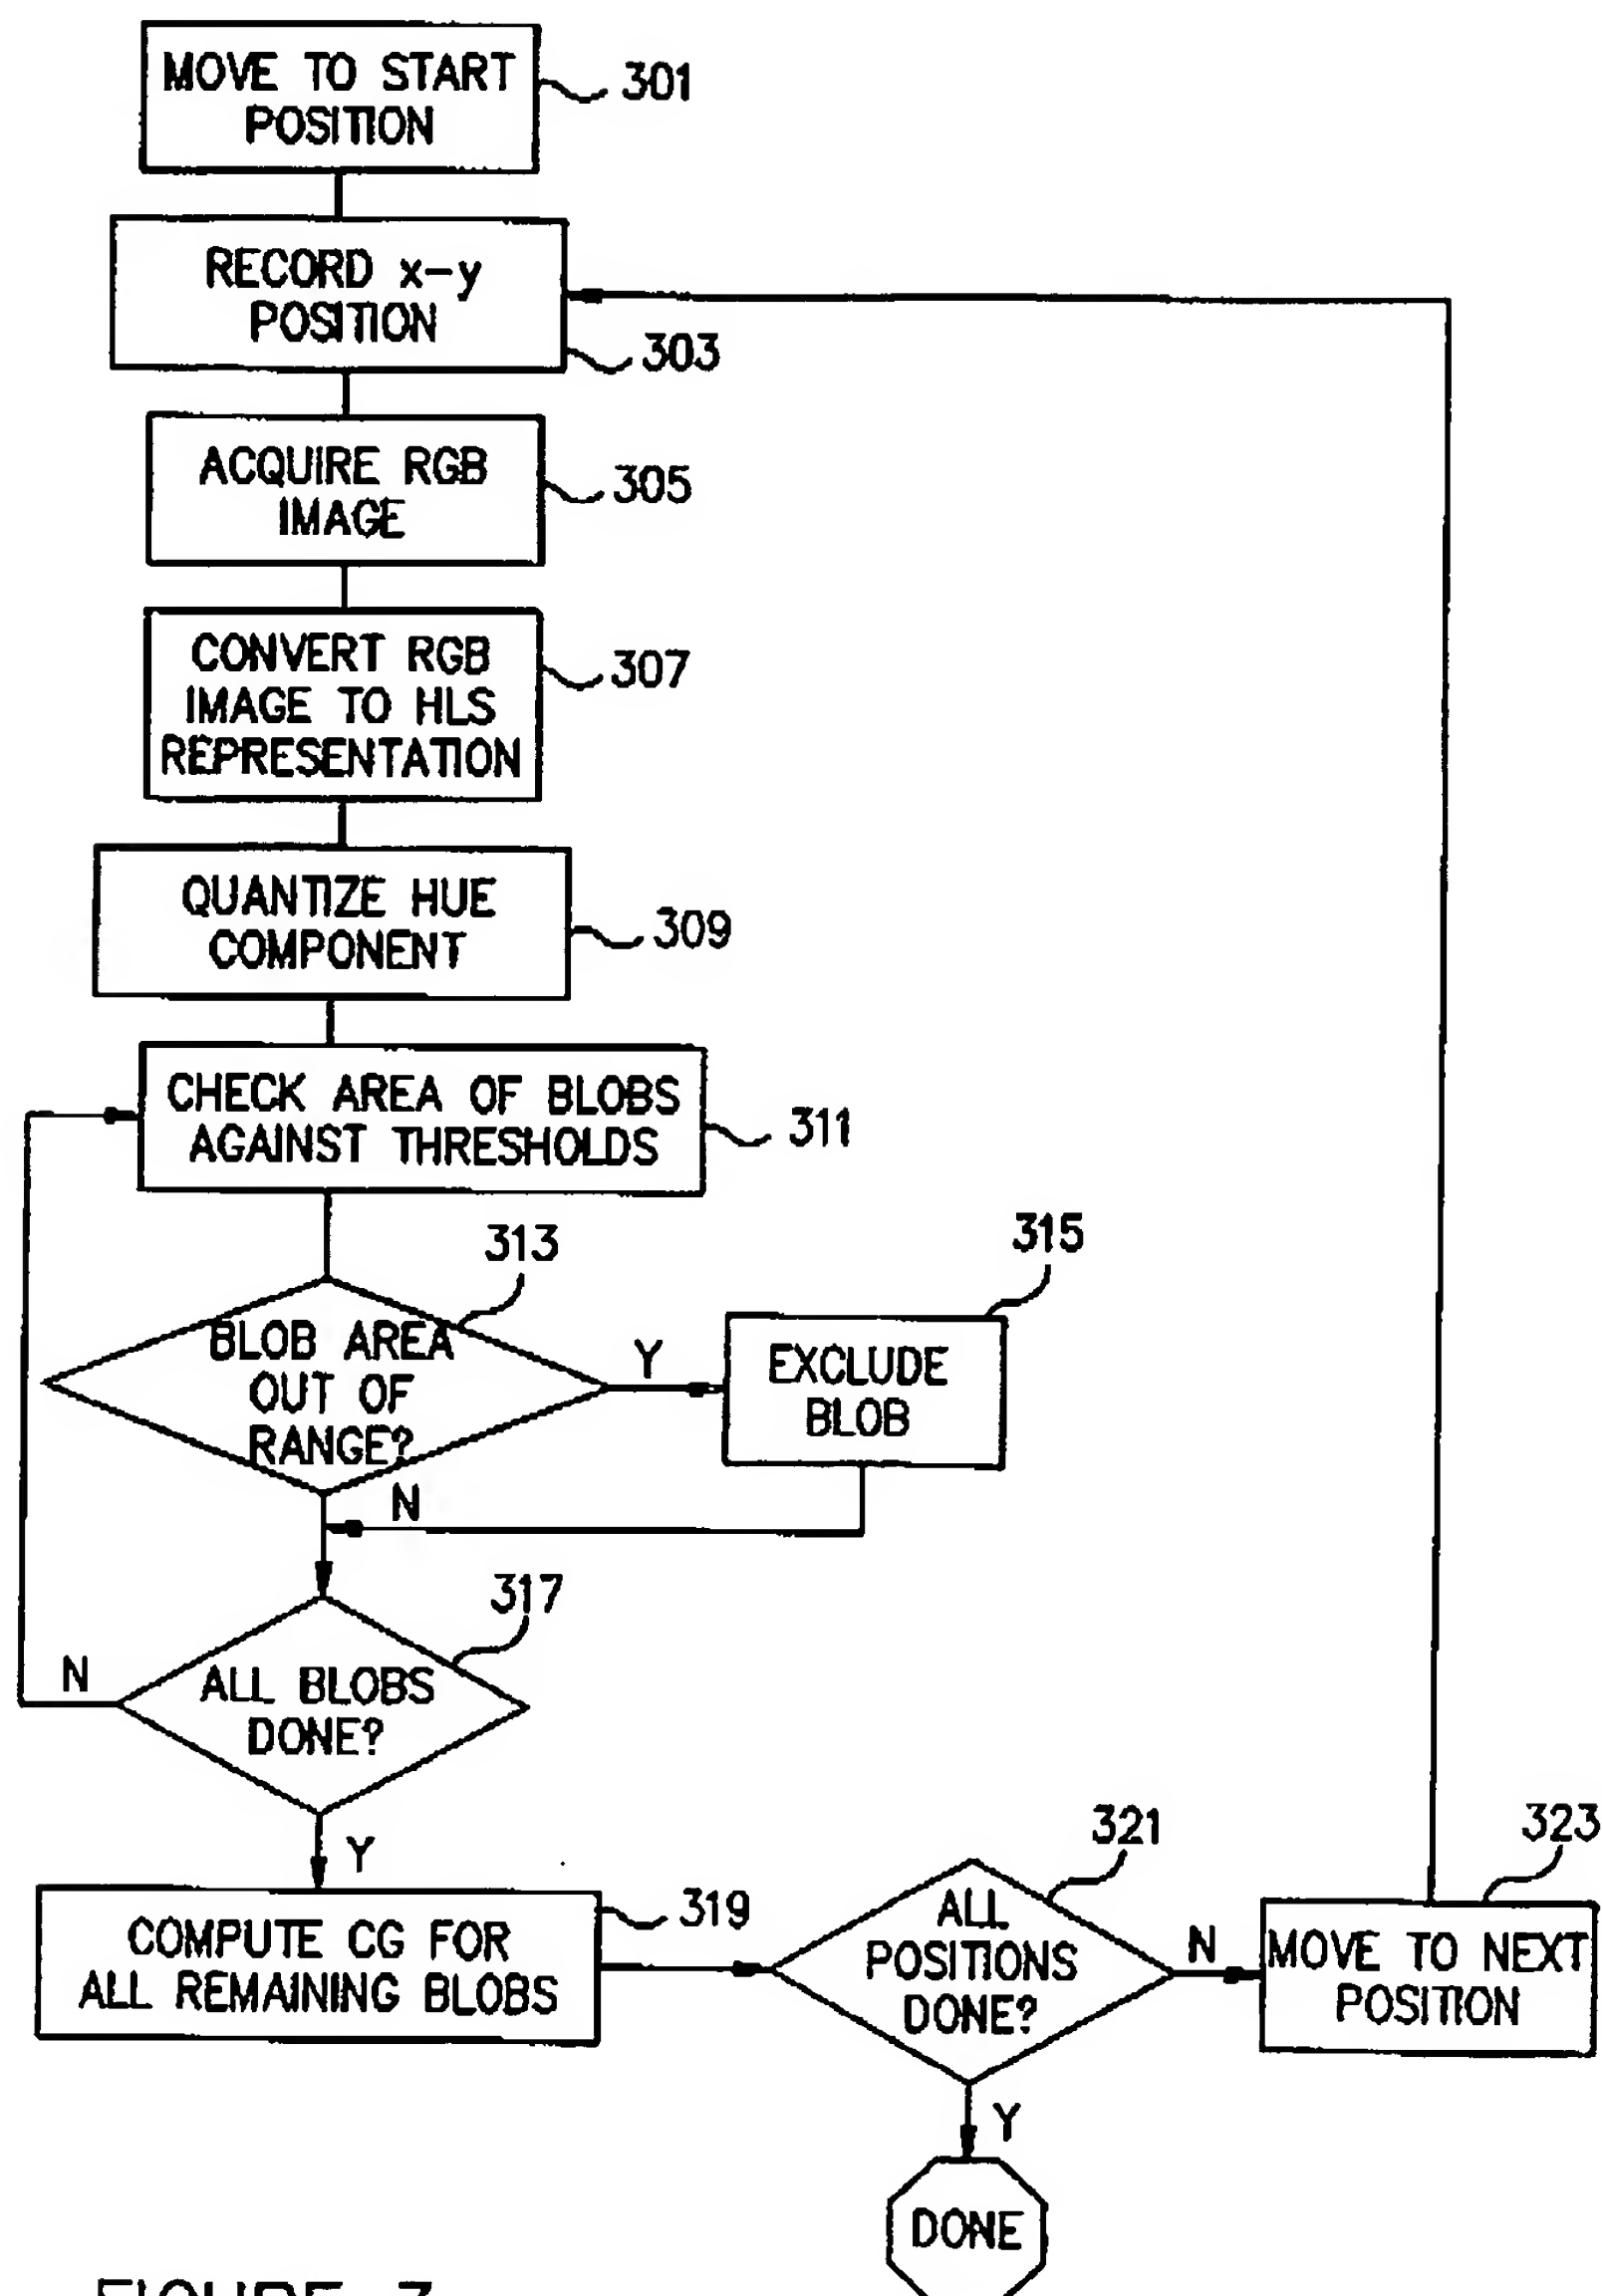 MOVE TO START
POSITION
301
RECORD x-y
POSITION
303
ACQUIRE RGB
IMAGE
305
CONVERT RGB
IMAGE TO HLS
REPRESENTATION
307
QUANTIZE HUE
COMPONENT
309
CHECK AREA OF BLOBS
AGAINST THRESHOLDS
311
313
BLOB AREA
OUT OF
RANGE?
Y
N
315
EXCLUDE
BLOB
317
ALL BLOBS
DONE?
N
Y
COMPUTE CG FOR
ALL REMAINING BLOBS
319
321
ALL
POSITIONS
DONE?
N
Y
323
MOVE TO NEXT
POSITION
DONE